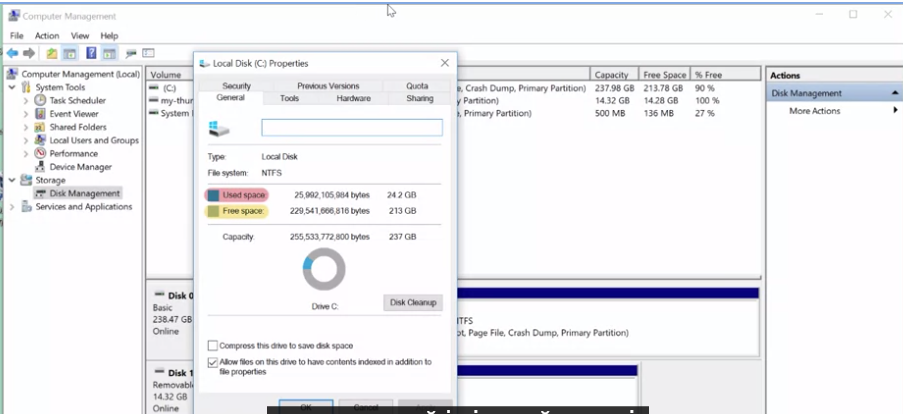 Computer Management
File Action View Help
Computer Management (Local)
System Tools
Task Scheduler
Event Viewer
Shared Folders
Local Users and Groups
Performance
Device Manager
Storage
Disk Management
Services and Applications
Volume
(C:)
my-thu
System
Capacity Free Space % Free
e, Crash Dump, Primary Partition) 237.98 GB 213.78 GB 90 %
y Partition) 14.32 GB 14.28 GB 100 %
, Primary Partition) 500 MB 136 MB 27 %
Actions
Disk Management
More Actions
Local Disk (C:) Properties
Security Previous Versions Quota
General Tools Hardware Sharing
Type: Local Disk
File system: NTFS
Used space: 25,992,105,984 bytes 24.2 GB
Free space: 229,541,666,816 bytes 213 GB
Capacity: 255,533,772,800 bytes 237 GB
Drive C:
Disk Cleanup
Compress this drive to save disk space
Allow files on this drive to have contents indexed in addition to
file properties
OK Cancel
Disk 0
Basic
238.47 GB
Online
NTFS
ot, Page File, Crash Dump, Primary Partition)
Disk 1
Removabl
14.32 GB
Online